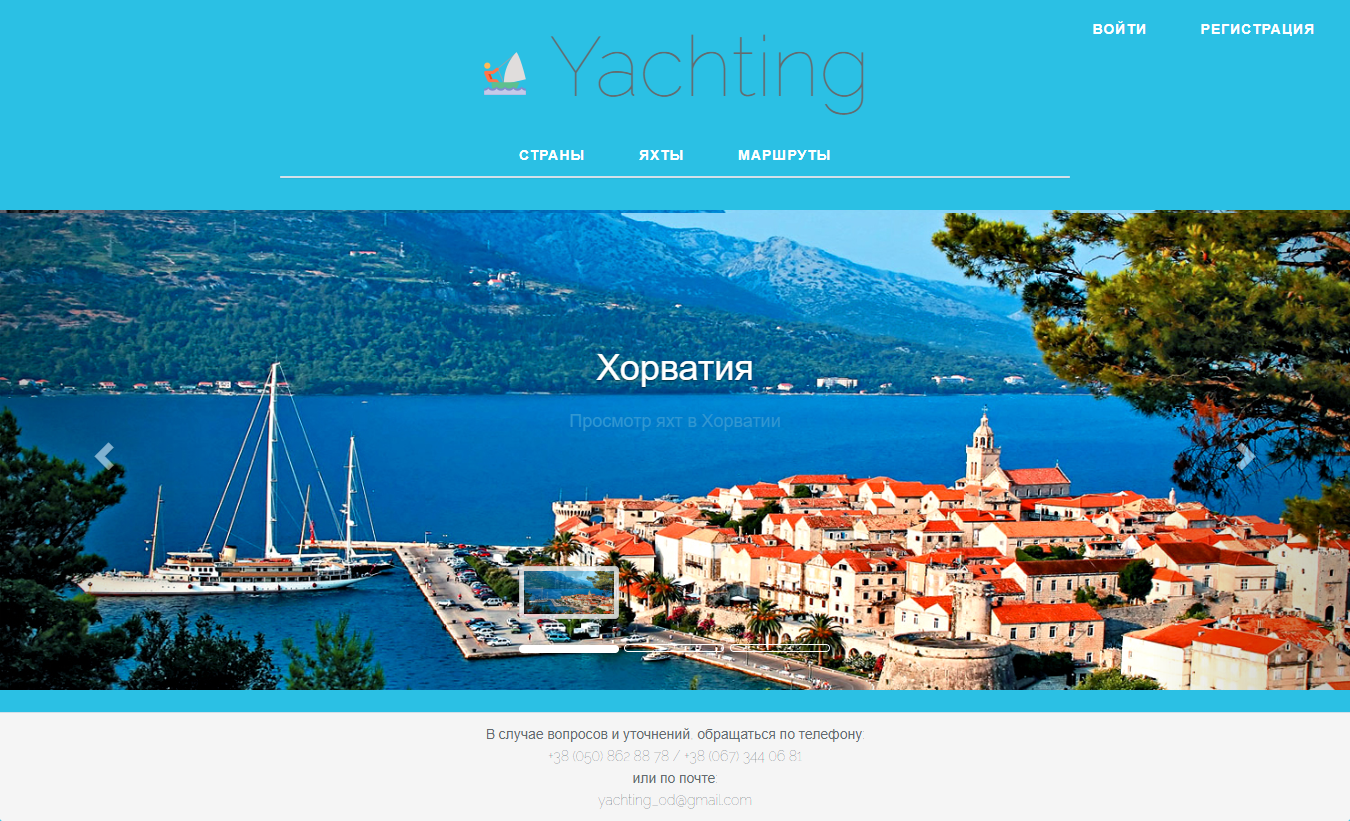 ВОЙТИ РЕГИСТРАЦИЯ
Yachting
СТРАНЫ ЯХТЫ МАРШРУТЫ
Хорватия
Просмотр яхт в Хорватии
В случае вопросов и уточнений, обращаться по телефону:
+38 (050) 862 88 78 / +38 (067) 344 06 81
или по почте:
yachting_od@gmail.com